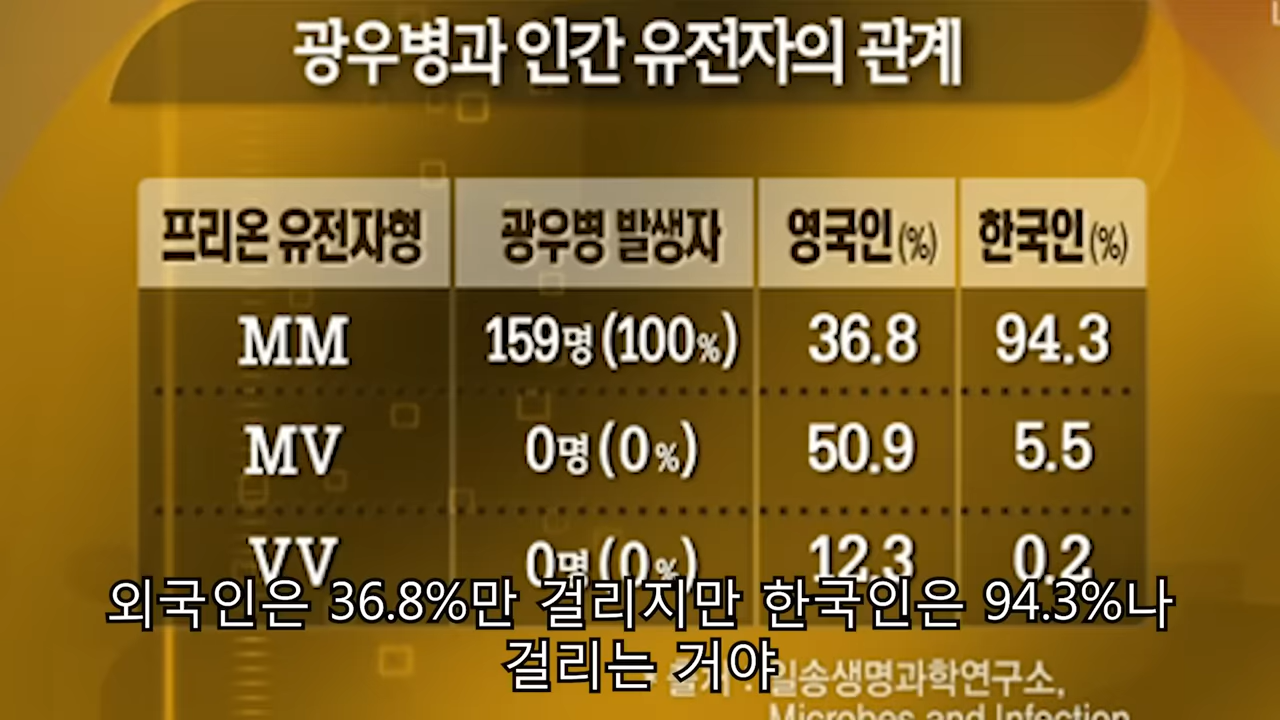 광우병과 인간 유전자의 관계
프리온 유전자형 광우병 발생자 영국인(%) 한국인(%)
MM 159명(100%) 36.8 94.3
MV 0명(0%) 50.9 5.5
VV 0명(0%) 12.3 0.2
외국인은 36.8%만 걸리지만 한국인은 94.3%나
걸리는 거야
출처 : 일송생명과학연구소,
Microbes and Infection